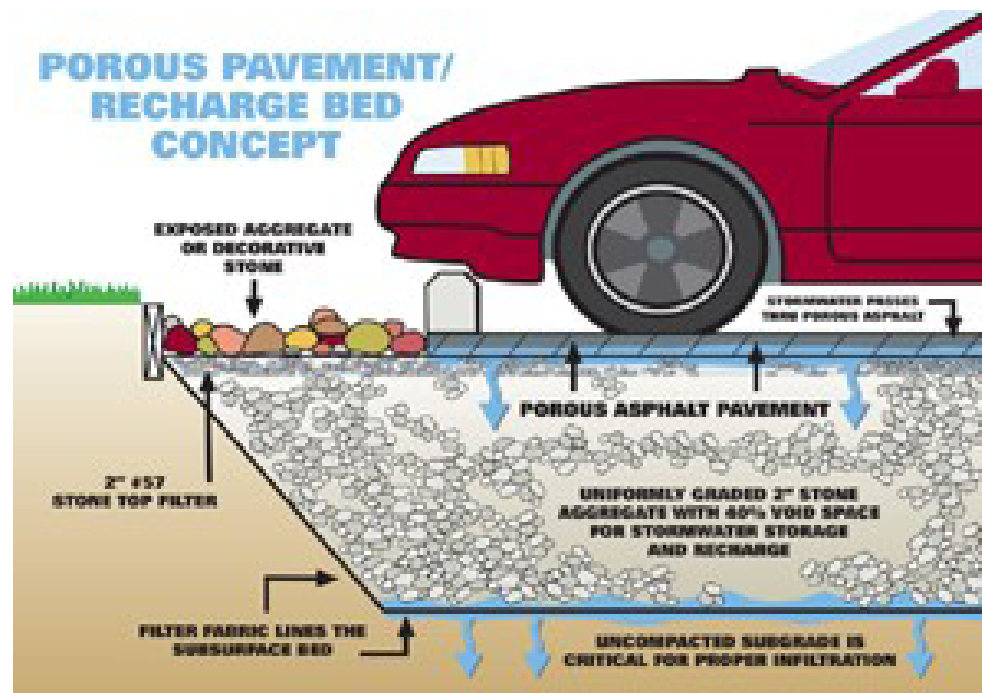 POROUS PAVEMENT/
RECHARGE BED
CONCEPT
EXPOSED AGGREGATE
OR DECORATIVE
STONE
STORMWATER PASSES
THRU POROUS ASPHALT
POROUS ASPHALT PAVEMENT
2" #57
STONE TOP FILTER
UNIFORMLY GRADED 2" STONE
AGGREGATE WITH 40% VOID SPACE
FOR STORMWATER STORAGE
AND RECHARGE
FILTER FABRIC LINES THE
SUBSURFACE BED
UNCOMPACTED SUBGRADE IS
CRITICAL FOR PROPER INFILTRATION